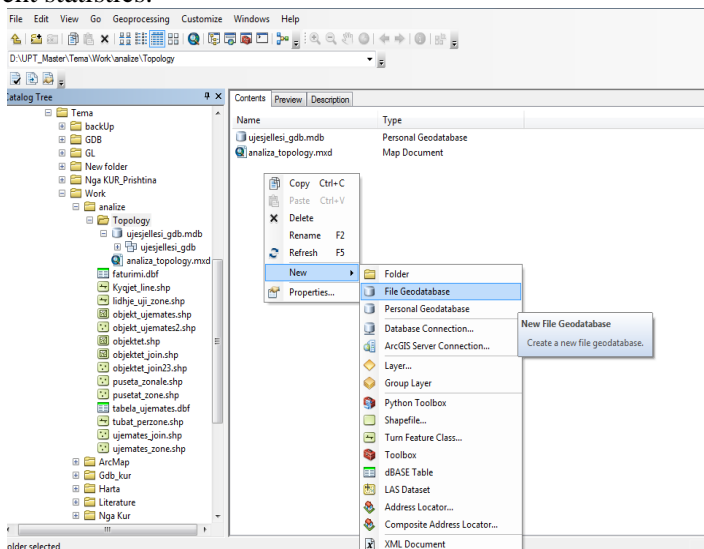 ent statistics.
File Edit View Go Geoprocessing Customize Windows Help
D:\UPT_Master\Tema\Work\analize\Topology
Catalog Tree
Tema
backUp
GDB
GL
New folder
Nga KUR_Prishtina
Work
analize
Topology
ujesjellesi_gdb.mdb
ujesjellesi_gdb
analiza_topology.mxd
faturimi.dbf
Kyqjet_line.shp
lidhje_uji_zone.shp
objekt_ujemates.shp
objekt_ujemates2.shp
objektet.shp
objektet_join.shp
objektet_join23.shp
puseta_zonale.shp
pusetat_zone.shp
tabela_ujemates.dbf
tubat_perzone.shp
ujemates_join.shp
ujemates_zone.shp
ArcMap
Gdb_kur
Harta
Literature
Nga Kur
older selected
Contents Preview Description
Name Type
ujesjellesi_gdb.mdb Personal Geodatabase
analiza_topology.mxd Map Document
Copy Ctrl+C
Paste Ctrl+V
Delete
Rename F2
Refresh F5
New
Properties...
Folder
File Geodatabase
Personal Geodatabase
Database Connection...
ArcGIS Server Connection...
Layer...
Group Layer
Python Toolbox
Shapefile...
Turn Feature Class...
Toolbox
dBASE Table
LAS Dataset
Address Locator...
Composite Address Locator...
XML Document
New File Geodatabase
Create a new file geodatabase.